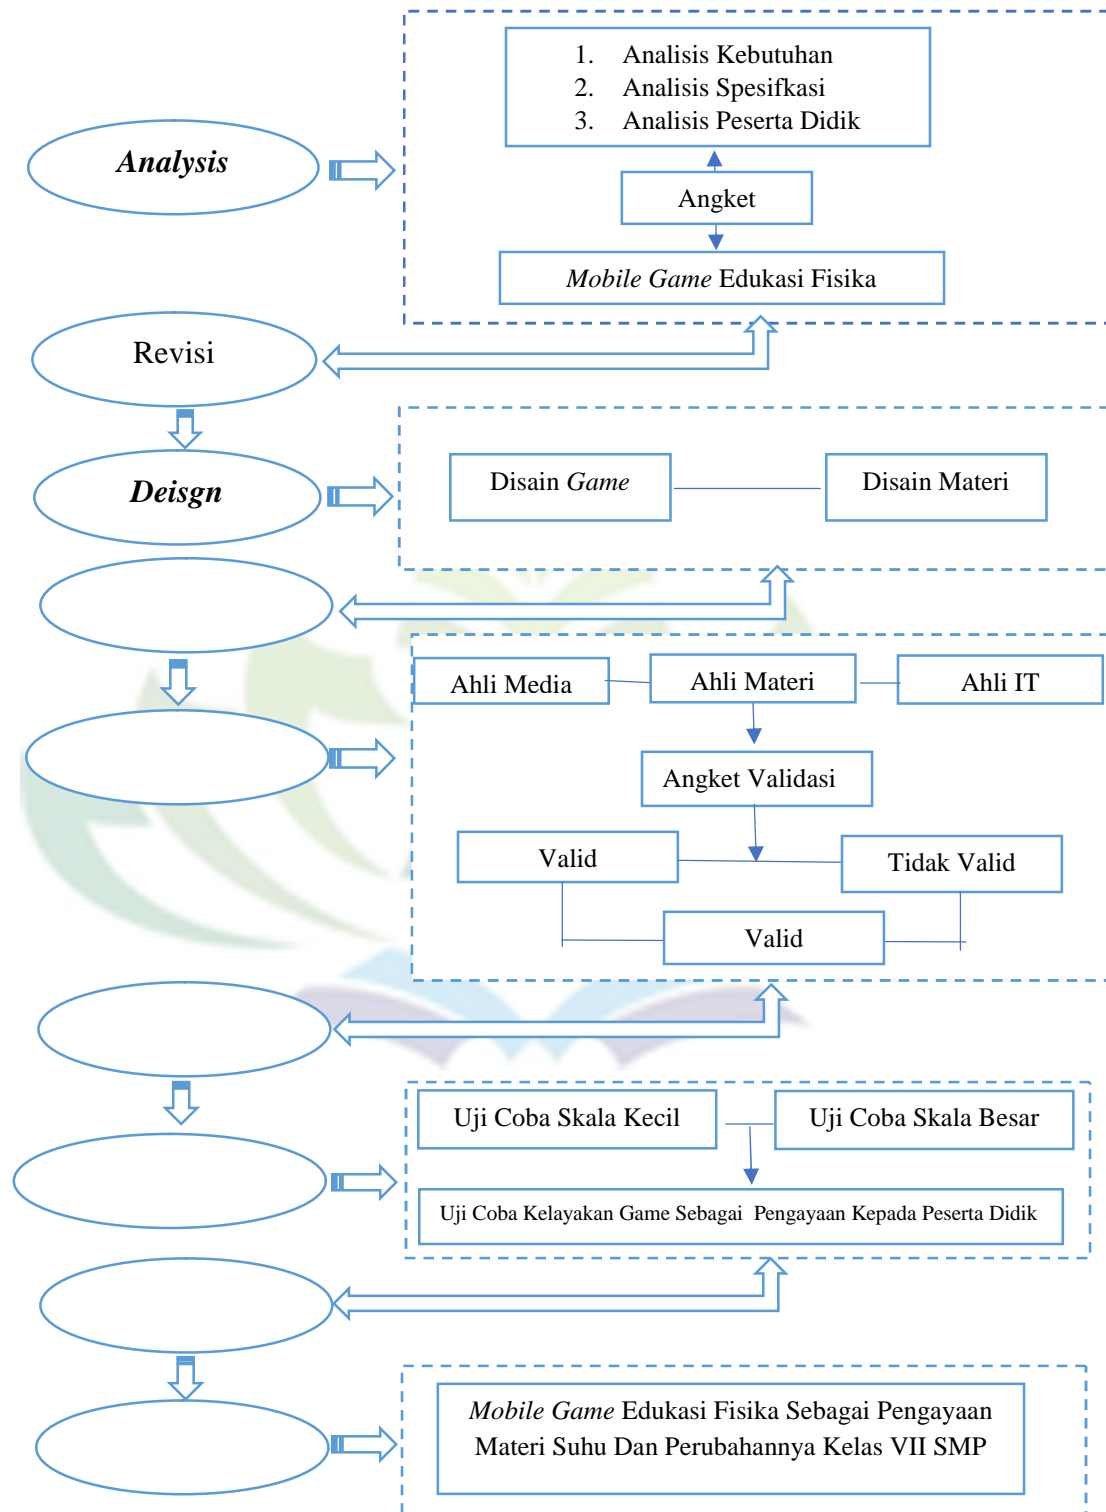 1. Analisis Kebutuhan
2. Analisis Spesifkasi
3. Analisis Peserta Didik
Analysis
Angket
Mobile Game Edukasi Fisika
Revisi
Deisgn
Disain Game
Disain Materi
Ahli Media
Ahli Materi
Ahli IT
Angket Validasi
Valid
Tidak Valid
Valid
Uji Coba Skala Kecil
Uji Coba Skala Besar
Uji Coba Kelayakan Game Sebagai Pengayaan Kepada Peserta Didik
Mobile Game Edukasi Fisika Sebagai Pengayaan
Materi Suhu Dan Perubahannya Kelas VII SMP